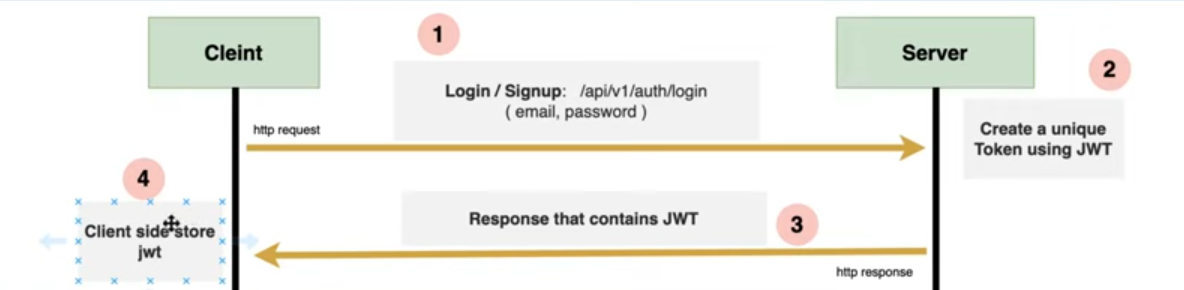 Cleint
1
Server
2
Login / Signup: /api/v1/auth/login
( email, password )
http request
Create a unique
Token using JWT
4
Response that contains JWT
3
Client side store
jwt
http response